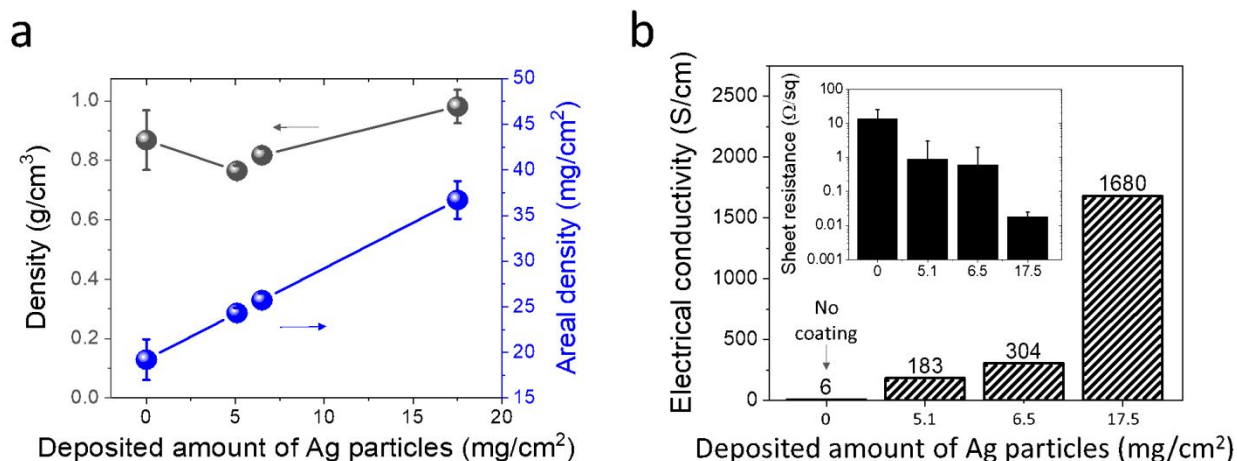 a
Density (g/cm³)
1.0
0.8
0.6
0.4
0.2
0.0
50
45
40
35
30
25
20
15
Areal density (mg/cm²)
0 5 10 15 20
Deposited amount of Ag particles (mg/cm²)
b
Electrical conductivity (S/cm)
2500
2000
1750
1500
1250
1000
750
500
250
0
Sheet resistance (Ω/sq)
100
10
1
0.1
0.01
0.001
0 5.1 6.5 17.5
No
coating
6
183
304
1680
0 5.1 6.5 17.5
Deposited amount of Ag particles (mg/cm²)